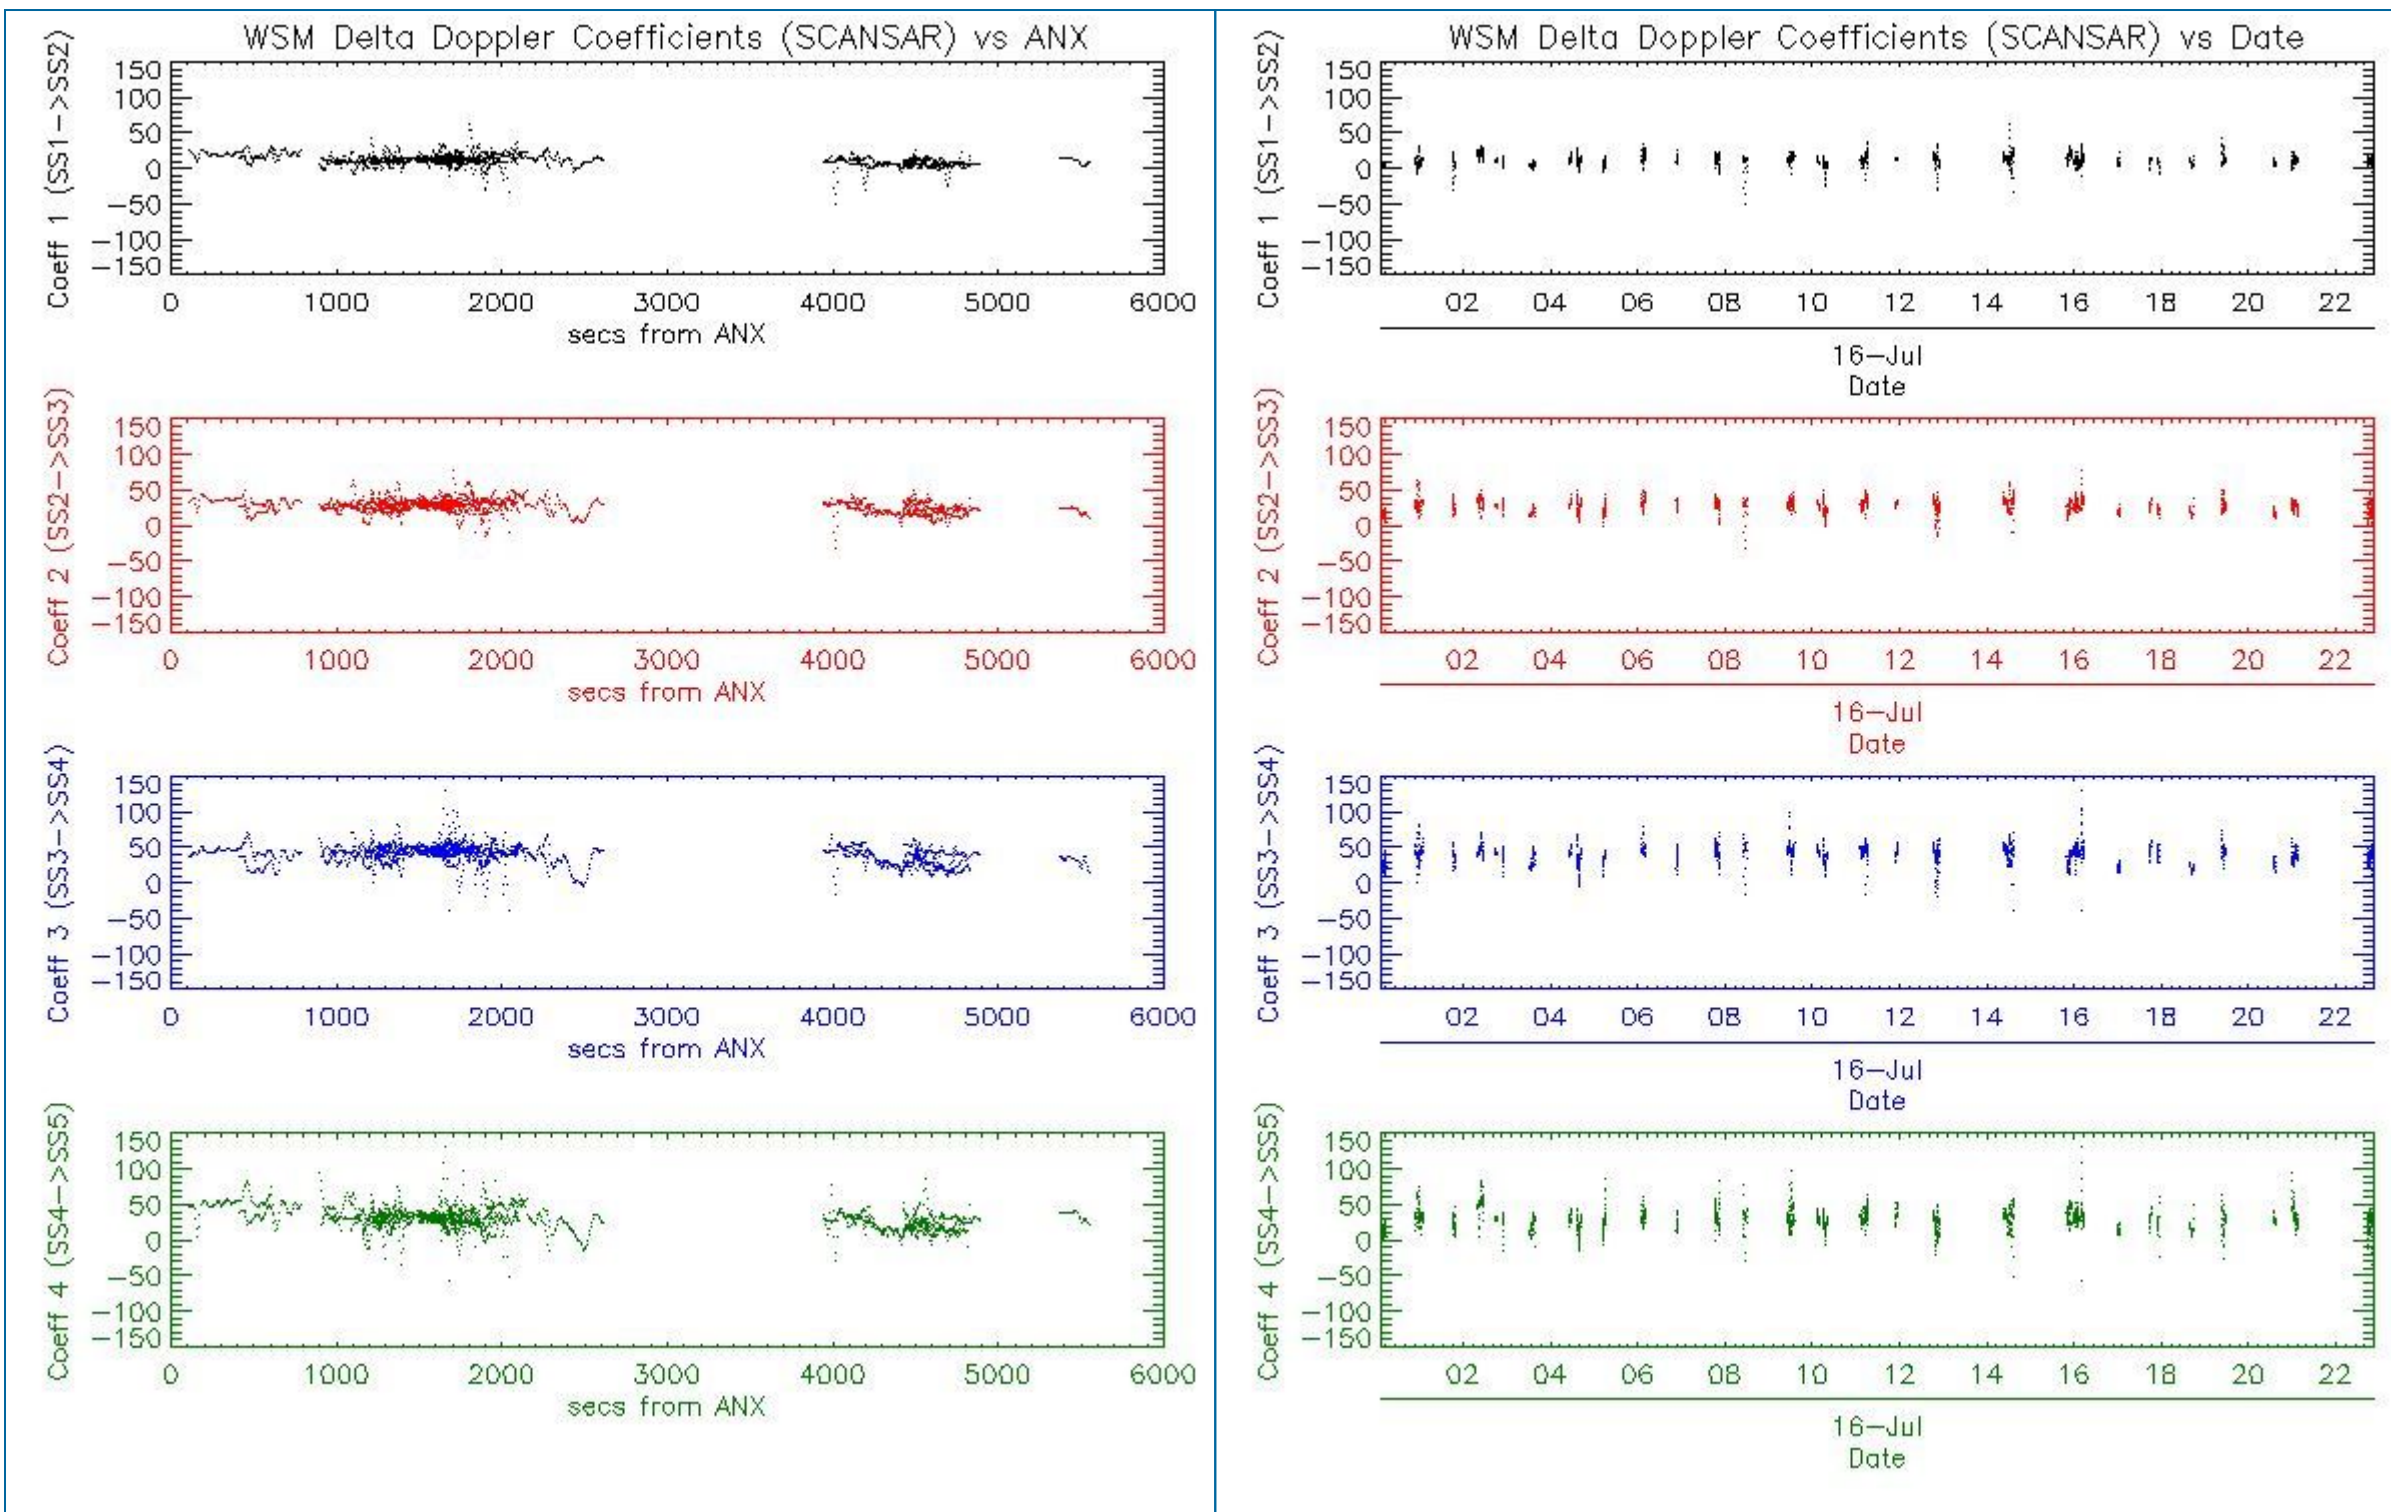 WSM Delta Doppler Coefficients (SCANSAR) vs ANX
Coeff 1 (SS1->SS2)
150
100
50
0
-50
-100
-150
0 1000 2000 3000 4000 5000 6000
secs from ANX
Coeff 2 (SS2->SS3)
150
100
50
0
-50
-100
-150
0 1000 2000 3000 4000 5000 6000
secs from ANX
Coeff 3 (SS3->SS4)
150
100
50
0
-50
-100
-150
0 1000 2000 3000 4000 5000 6000
secs from ANX
Coeff 4 (SS4->SS5)
150
100
50
0
-50
-100
-150
0 1000 2000 3000 4000 5000 6000
secs from ANX
WSM Delta Doppler Coefficients (SCANSAR) vs Date
Coeff 1 (SS1->SS2)
150
100
50
0
-50
-100
-150
02 04 06 08 10 12 14 16 18 20 22
16-Jul
Date
Coeff 2 (SS2->SS3)
150
100
50
0
-50
-100
-150
02 04 06 08 10 12 14 16 18 20 22
16-Jul
Date
Coeff 3 (SS3->SS4)
150
100
50
0
-50
-100
-150
02 04 06 08 10 12 14 16 18 20 22
16-Jul
Date
Coeff 4 (SS4->SS5)
150
100
50
0
-50
-100
-150
02 04 06 08 10 12 14 16 18 20 22
16-Jul
Date